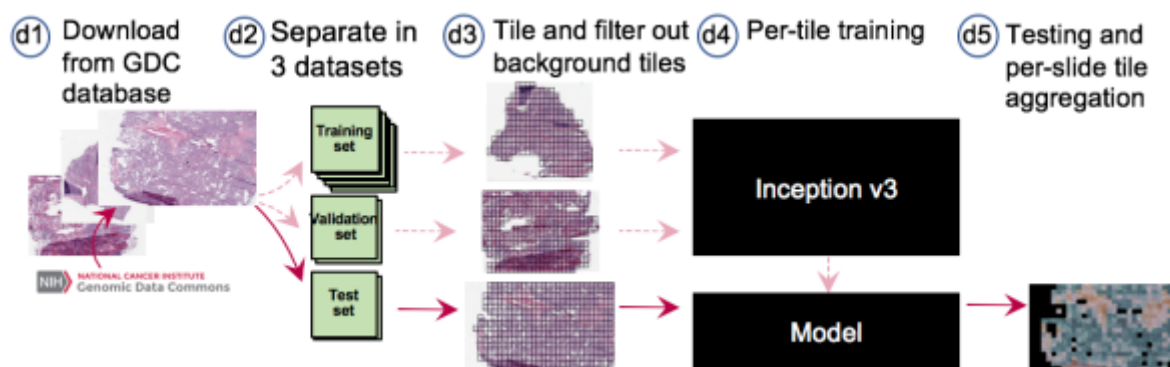 d1 Download
from GDC
database
d2 Separate in
3 datasets
d3 Tile and filter out
background tiles
d4 Per-tile training
d5 Testing and
per-slide tile
aggregation
Training
set
Validation
set
Test
set
Inception v3
Model
NIH NATIONAL CANCER INSTITUTE
Genomic Data Commons